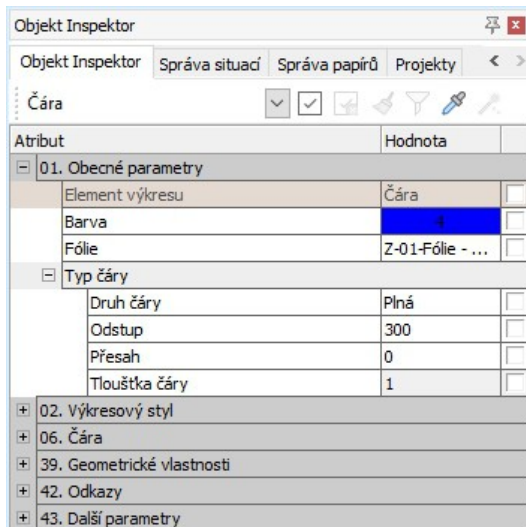 Objekt Inspektor
Objekt Inspektor Správa situací Správa papírů Projekty
Čára
Atribut Hodnota
01. Obecné parametry
Element výkresu Čára
Barva 4
Fólie Z-01-Fólie - ...
Typ čáry
Druh čáry Plná
Odstup 300
Přesah 0
Tloušťka čáry 1
02. Výkresový styl
06. Čára
39. Geometrické vlastnosti
42. Odkazy
43. Další parametry